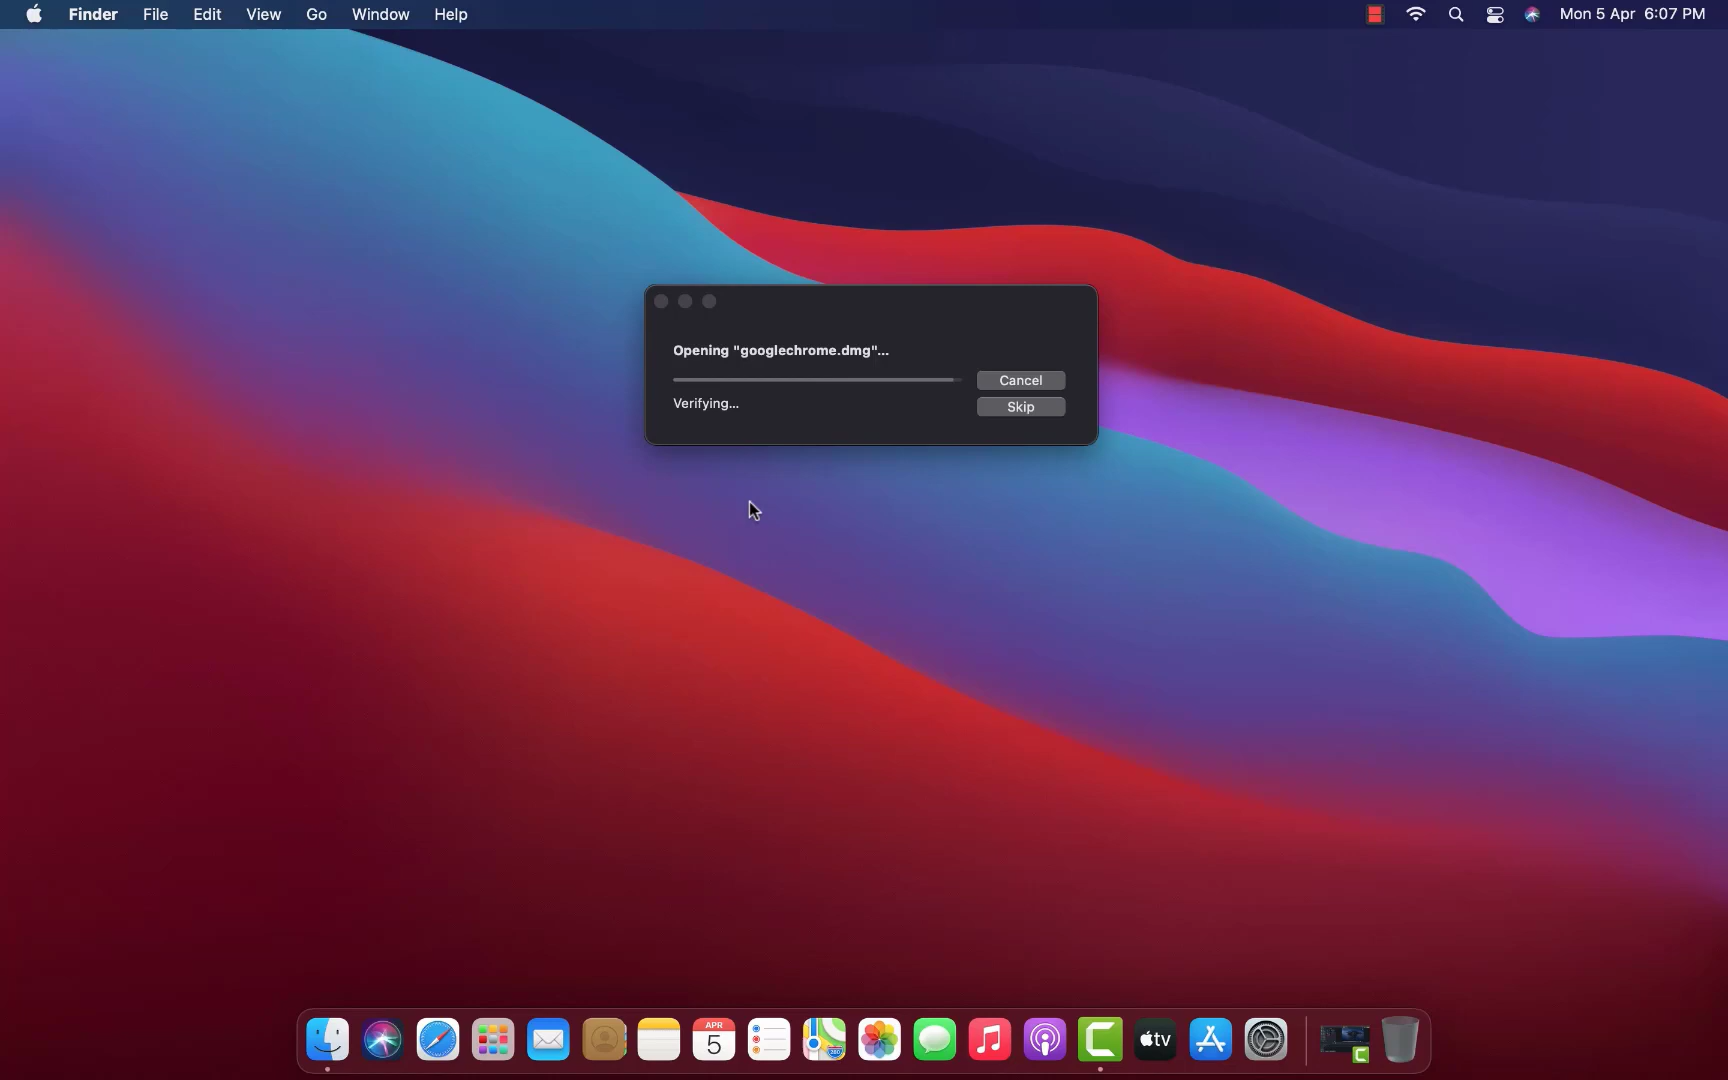 Finder File Edit View Go Window Help Mon 5 Apr 6:07 PM
Opening "googlechrome.dmg"...
Cancel
Verifying...
Skip
APR
5
280
tv